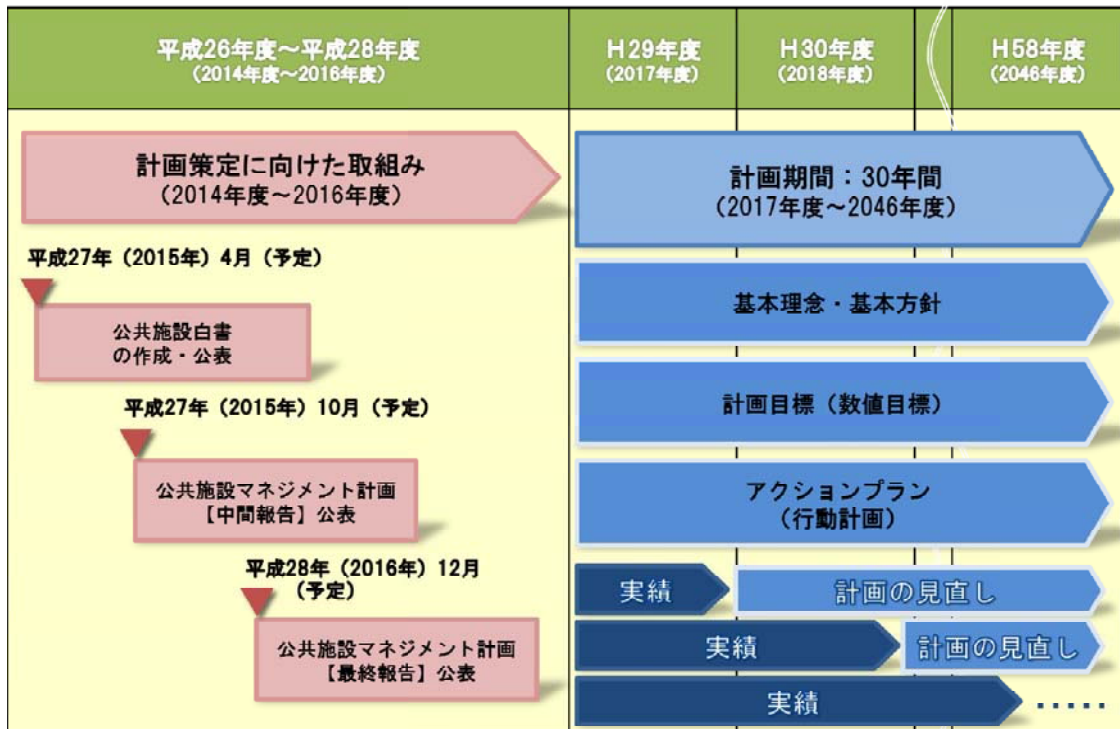 平成26年度～平成28年度
(2014年度～2016年度)
H29年度
(2017年度)
H30年度
(2018年度)
H58年度
(2046年度)
計画策定に向けた取組み
(2014年度～2016年度)
計画期間：30年間
(2017年度～2046年度)
平成27年（2015年）4月（予定）
公共施設白書
の作成・公表
平成27年（2015年）10月（予定）
公共施設マネジメント計画
【中間報告】公表
平成28年（2016年）12月
（予定）
公共施設マネジメント計画
【最終報告】公表
基本理念・基本方針
計画目標（数値目標）
アクションプラン
（行動計画）
実績
計画の見直し
実績
計画の見直し
実績
‥‥‥